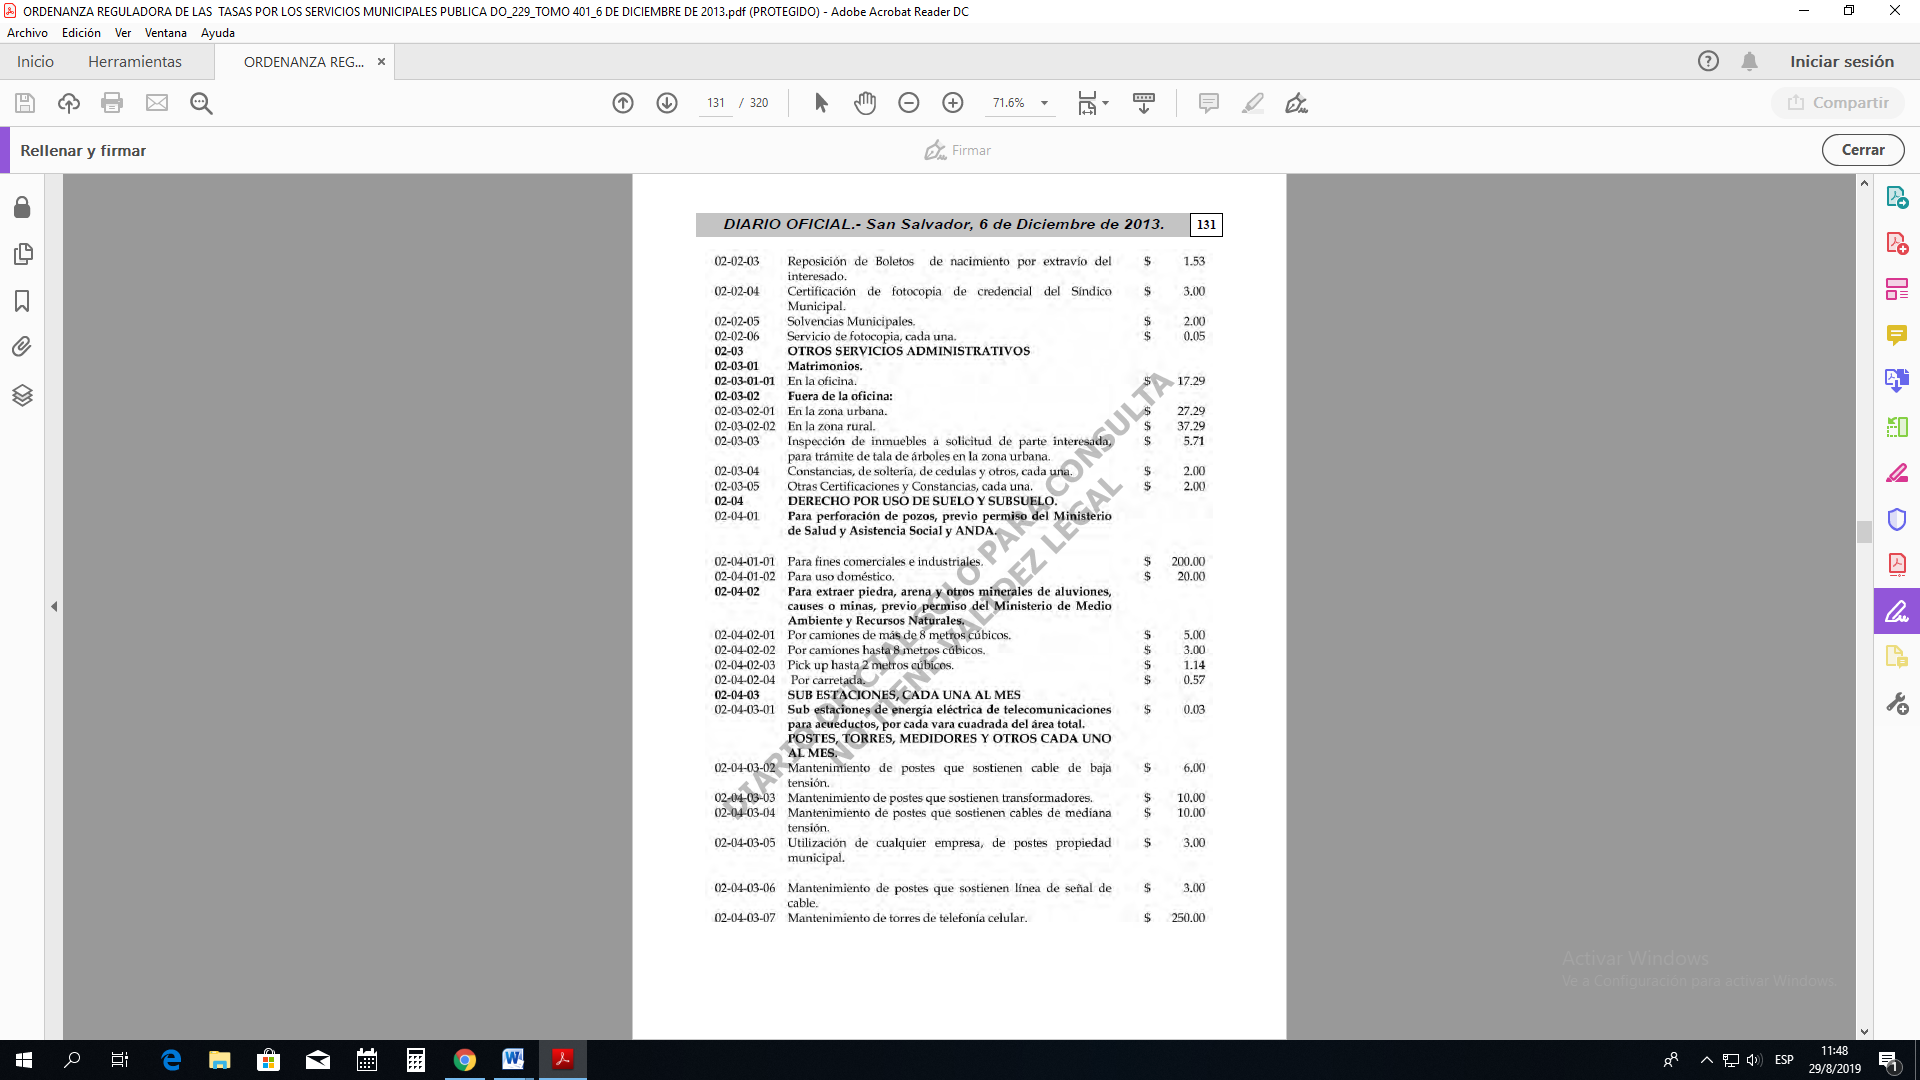 ORDENANZA REGULADORA DE LAS  TASAS POR LOS SERVICIOS MUNICIPALES PUBLICA DO_229_TOMO 401_6 DE DICIEMBRE DE 2013.pdf (PROTEGIDO) - Adobe Acrobat Reader DC
Archivo Edición Ver Ventana Ayuda
Inicio Herramientas ORDENANZA REG... × Iniciar sesión
131 / 320 71.6% Compartir
Rellenar y firmar Firmar Cerrar
DIARIO OFICIAL.- San Salvador, 6 de Diciembre de 2013. 131
02-02-03 Reposición de Boletos de nacimiento por extravío del $ 1.53
interesado.
02-02-04 Certificación de fotocopia de credencial del Síndico $ 3.00
Municipal.
02-02-05 Solvencias Municipales. $ 2.00
02-02-06 Servicio de fotocopia, cada una. $ 0.05
02-03 OTROS SERVICIOS ADMINISTRATIVOS
02-03-01 Matrimonios.
02-03-01-01 En la oficina. $ 17.29
02-03-02 Fuera de la oficina:
02-03-02-01 En la zona urbana. $ 27.29
02-03-02-02 En la zona rural. $ 37.29
02-03-03 Inspección de inmuebles a solicitud de parte interesada, $ 5.71
para trámite de tala de árboles en la zona urbana.
02-03-04 Constancias, de soltería, de cedulas y otros, cada una. $ 2.00
02-03-05 Otras Certificaciones y Constancias, cada una. $ 2.00
02-04 DERECHO POR USO DE SUELO Y SUBSUELO.
02-04-01 Para perforación de pozos, previo permiso del Ministerio
de Salud y Asistencia Social y ANDA.
02-04-01-01 Para fines comerciales e industriales. $ 200.00
02-04-01-02 Para uso doméstico. $ 20.00
02-04-02 Para extraer piedra, arena y otros minerales de aluviones,
causes o minas, previo permiso del Ministerio de Medio
Ambiente y Recursos Naturales.
02-04-02-01 Por camiones de más de 8 metros cúbicos. $ 5.00
02-04-02-02 Por camiones hasta 8 metros cúbicos. $ 3.00
02-04-02-03 Pick up hasta 2 metros cúbicos. $ 1.14
02-04-02-04 Por carretada. $ 0.57
02-04-03 SUB ESTACIONES, CADA UNA AL MES
02-04-03-01 Sub estaciones de energía eléctrica de telecomunicaciones $ 0.03
para acueductos, por cada vara cuadrada del área total.
POSTES, TORRES, MEDIDORES Y OTROS CADA UNO
AL MES.
02-04-03-02 Mantenimiento de postes que sostienen cable de baja $ 6.00
tensión.
02-04-03-03 Mantenimiento de postes que sostienen transformadores. $ 10.00
02-04-03-04 Mantenimiento de postes que sostienen cables de mediana $ 10.00
tensión.
02-04-03-05 Utilización de cualquier empresa, de postes propiedad $ 3.00
municipal.
02-04-03-06 Mantenimiento de postes que sostienen línea de señal de $ 3.00
cable.
02-04-03-07 Mantenimiento de torres de telefonía celular. $ 250.00
DIARIO OFICIAL SOLO PARA CONSULTA
NO TIENE VALIDEZ LEGAL
Activar Windows
Ve a Configuración para activar Windows.
ESP 11:48
29/8/2019 1